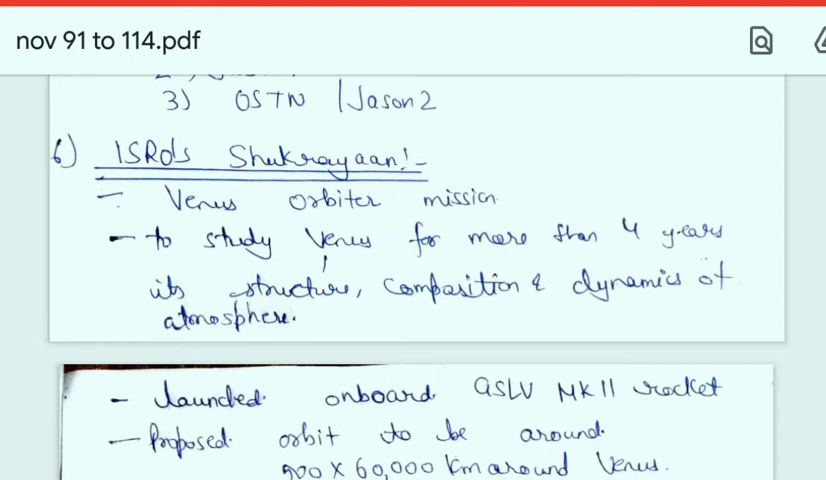 nov 91 to 114.pdf
3) OSTN | Jason 2
6) ISRO's Shukrayaan:-
- Venus orbiter mission
- to study Venus for more than 4 years
its structure, composition & dynamics of
atmosphere.
- launched onboard GSLV MK II rocket
- Proposed orbit to be around
500 X 60,000 km around Venus.